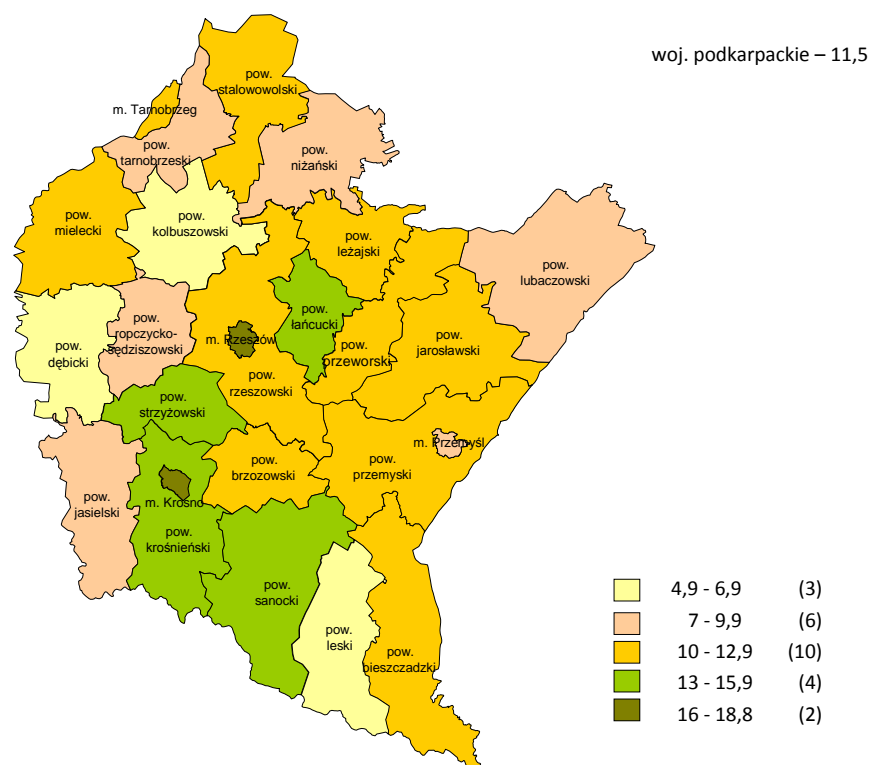 woj. podkarpackie – 11,5
pow.
stalowowolski
m. Tarnobrzeg
pow.
tarnobrzeski
pow.
niżański
pow.
mielecki
pow.
kolbuszowski
pow.
leżajski
pow.
lubaczowski
pow.
ropczycko-
sędziszowski
m. Rzeszów
pow.
łańcucki
pow.
przeworski
pow.
jarosławski
pow.
dębicki
pow.
rzeszowski
pow.
strzyżowski
m. Przemyśl
pow.
brzozowski
pow.
przemyski
pow.
jasielski
m. Krosno
pow.
krośnieński
pow.
sanocki
pow.
leski
pow.
bieszczadzki
4,9 - 6,9 (3)
7 - 9,9 (6)
10 - 12,9 (10)
13 - 15,9 (4)
16 - 18,8 (2)